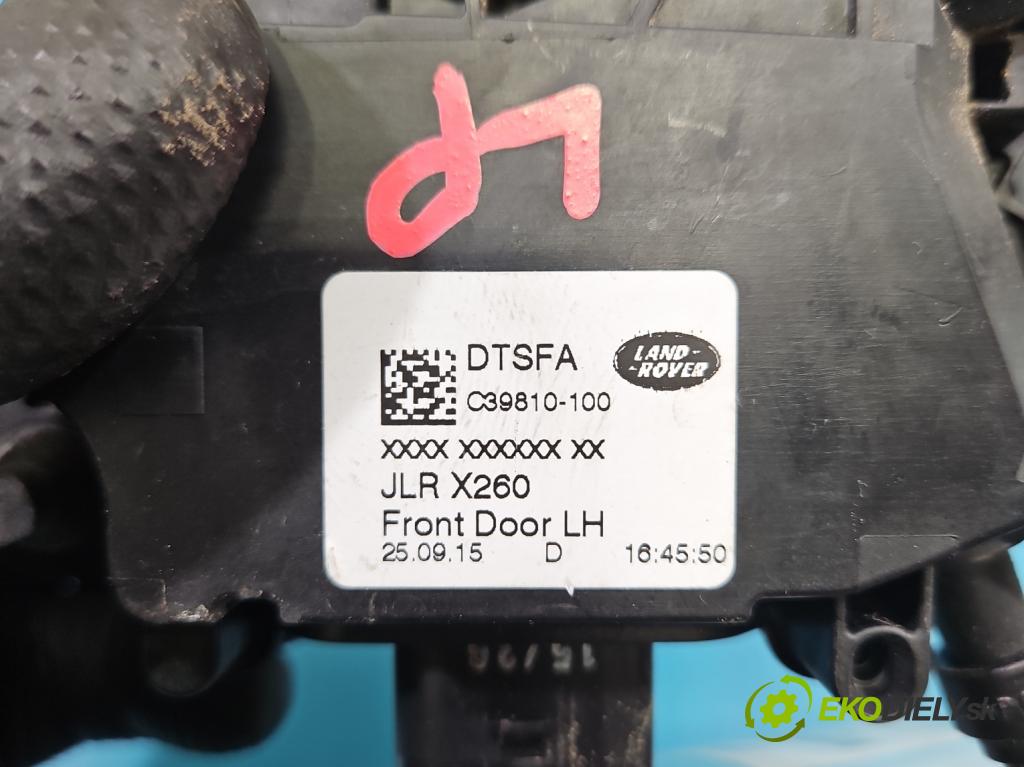 LP
DTSFA
LAND-
-ROVER
C39810-100
XXXX XXXXXX XX
JLR X260
Front Door LH
25.09.15 D 16:45:50
EKODIELY.sk